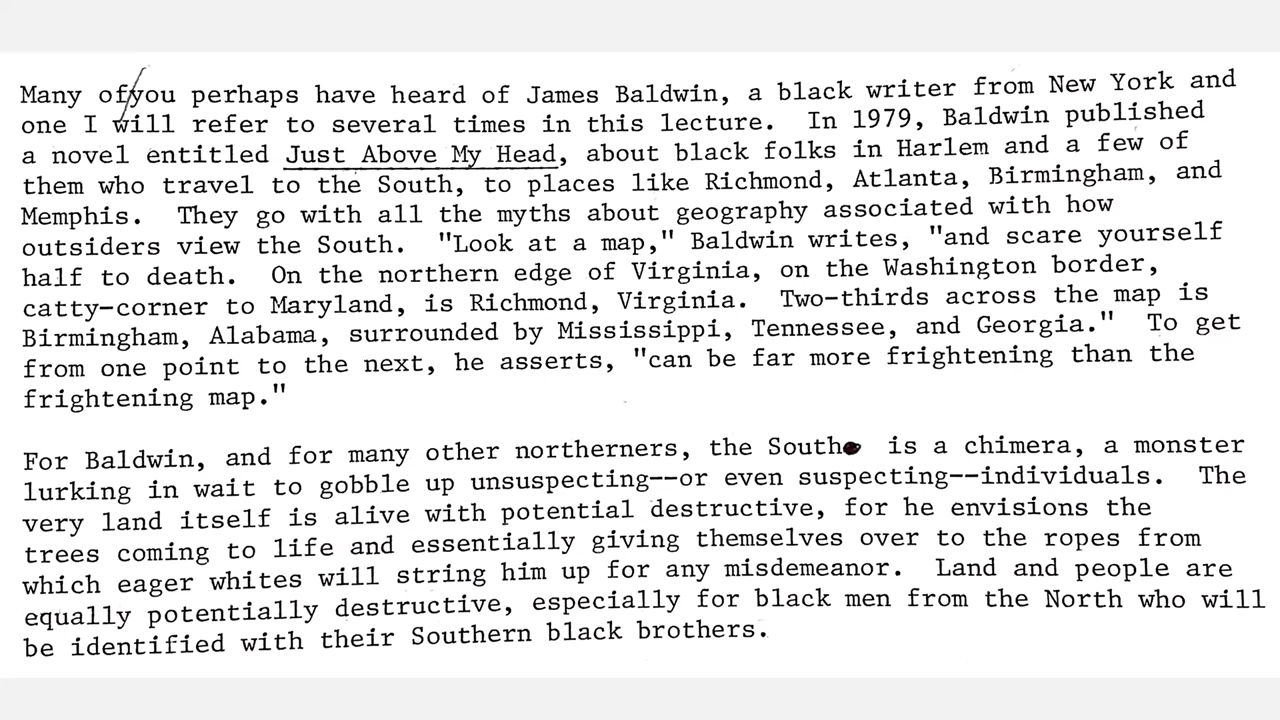 Many ofyou perhaps have heard of James Baldwin, a black writer from New York and
one I will refer to several times in this lecture. In 1979, Baldwin published
a novel entitled Just Above My Head, about black folks in Harlem and a few of
them who travel to the South, to places like Richmond, Atlanta, Birmingham, and
Memphis. They go with all the myths about geography associated with how
outsiders view the South. "Look at a map," Baldwin writes, "and scare yourself
half to death. On the northern edge of Virginia, on the Washington border,
catty-corner to Maryland, is Richmond, Virginia. Two-thirds across the map is
Birmingham, Alabama, surrounded by Mississippi, Tennessee, and Georgia." To get
from one point to the next, he asserts, "can be far more frightening than the
frightening map."
For Baldwin, and for many other northerners, the South is a chimera, a monster
lurking in wait to gobble up unsuspecting--or even suspecting--individuals. The
very land itself is alive with potential destructive, for he envisions the
trees coming to life and essentially giving themselves over to the ropes from
which eager whites will string him up for any misdemeanor. Land and people are
equally potentially destructive, especially for black men from the North who will
be identified with their Southern black brothers.